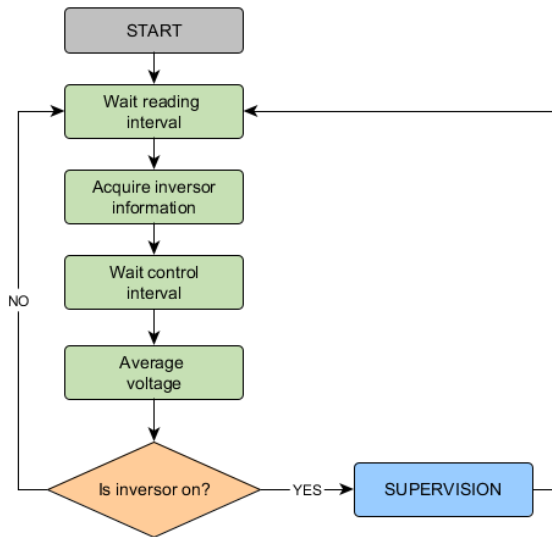 START
Wait reading
interval
Acquire inversor
information
Wait control
interval
NO
Average
voltage
Is inversor on?
YES
SUPERVISION